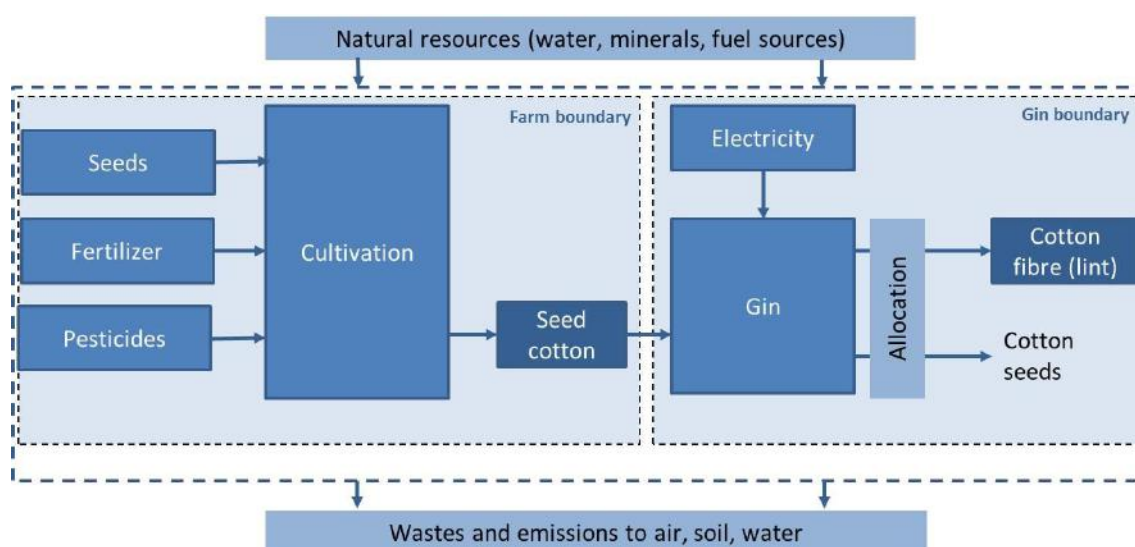 Natural resources (water, minerals, fuel sources)
Farm boundary
Seeds
Fertilizer
Pesticides
Cultivation
Seed
cotton
Gin boundary
Electricity
Gin
Allocation
Cotton
fibre (lint)
Cotton
seeds
Wastes and emissions to air, soil, water